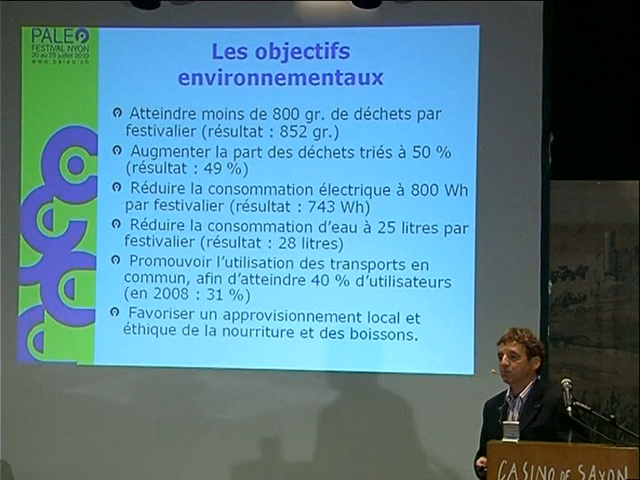 PALEO
FESTIVAL NYON
20 au 25 juillet 2010
www.paleo.ch
Les objectifs
environnementaux
Atteindre moins de 800 gr. de déchets par
festivalier (résultat : 852 gr.)
Augmenter la part des déchets triés à 50 %
(résultat : 49 %)
Réduire la consommation électrique à 800 Wh
par festivalier (résultat : 743 Wh)
Réduire la consommation d’eau à 25 litres par
festivalier (résultat : 28 litres)
Promouvoir l’utilisation des transports en
commun, afin d’atteindre 40 % d’utilisateurs
(en 2008 : 31 %)
Favoriser un approvisionnement local et
éthique de la nourriture et des boissons.
CASINO DE SAXON